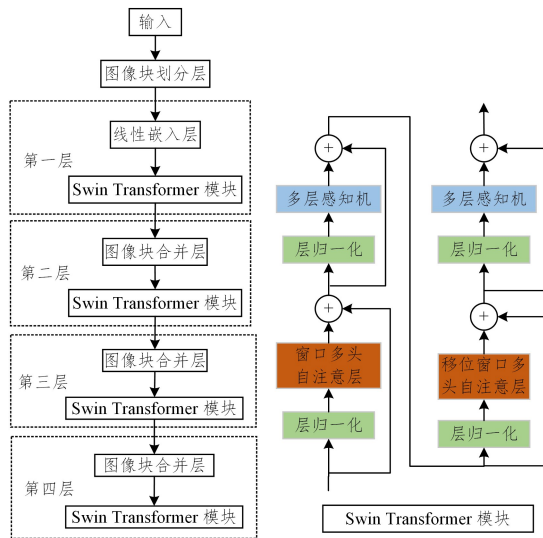 输入
图像块划分层
第一层
线性嵌入层
Swin Transformer 模块
第二层
图像块合并层
Swin Transformer 模块
第三层
图像块合并层
Swin Transformer 模块
第四层
图像块合并层
Swin Transformer 模块
+
多层感知机
层归一化
+
窗口多头
自注意层
层归一化
+
多层感知机
层归一化
+
移位窗口多
头自注意层
层归一化
Swin Transformer 模块